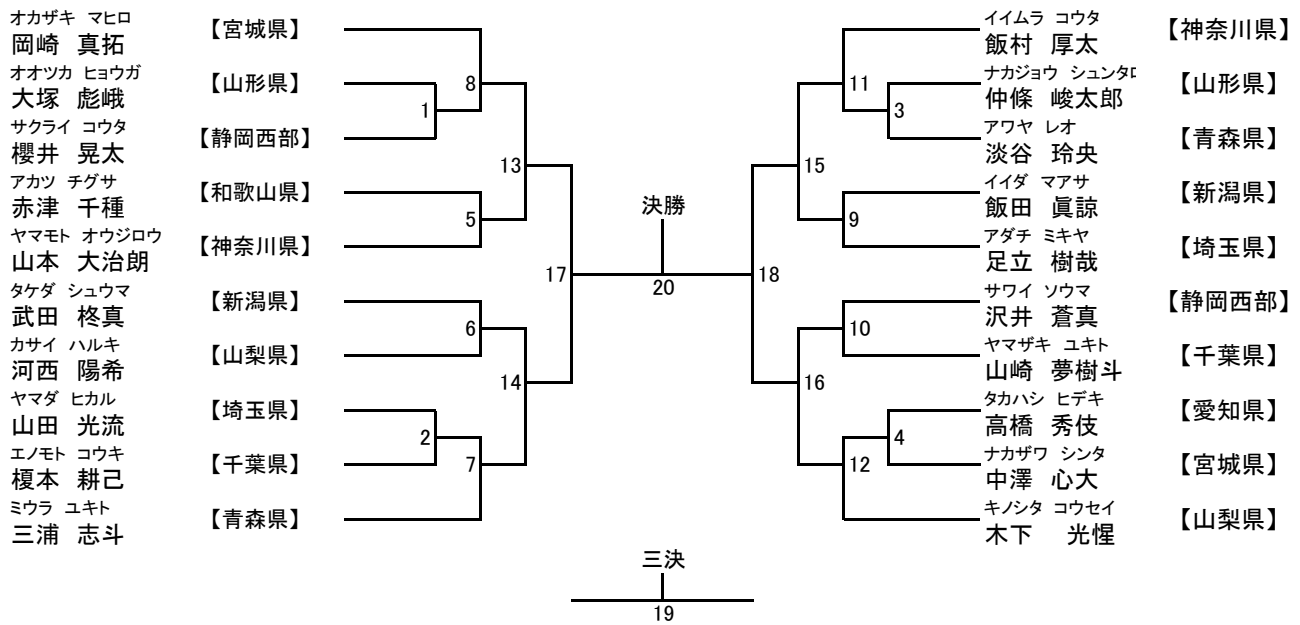 オカザキ マヒロ
岡崎 真拓 【宮城県】
オオツカ ヒョウガ
大塚 彪峨 【山形県】
サクライ コウタ
櫻井 晃太 【静岡西部】
アカツ チグサ
赤津 千種 【和歌山県】
ヤマモト オウジロウ
山本 大治朗 【神奈川県】
タケダ シュウマ
武田 柊真 【新潟県】
カサイ ハルキ
河西 陽希 【山梨県】
ヤマダ ヒカル
山田 光流 【埼玉県】
エノモト コウキ
榎本 耕己 【千葉県】
ミウラ ユキト
三浦 志斗 【青森県】
8
1
13
5
17
6
14
2
7
決勝
20
三決
19
11
3
15
9
18
10
16
4
12
イイムラ コウタ
飯村 厚太 【神奈川県】
ナカジョウ シュンタロ
仲條 峻太郎 【山形県】
アワヤ レオ
淡谷 玲央 【青森県】
イイダ マアサ
飯田 眞諒 【新潟県】
アダチ ミキヤ
足立 樹哉 【埼玉県】
サワイ ソウマ
沢井 蒼真 【静岡西部】
ヤマザキ ユキト
山崎 夢樹斗 【千葉県】
タカハシ ヒデキ
高橋 秀伎 【愛知県】
ナカザワ シンタ
中澤 心大 【宮城県】
キノシタ コウセイ
木下 光惺 【山梨県】